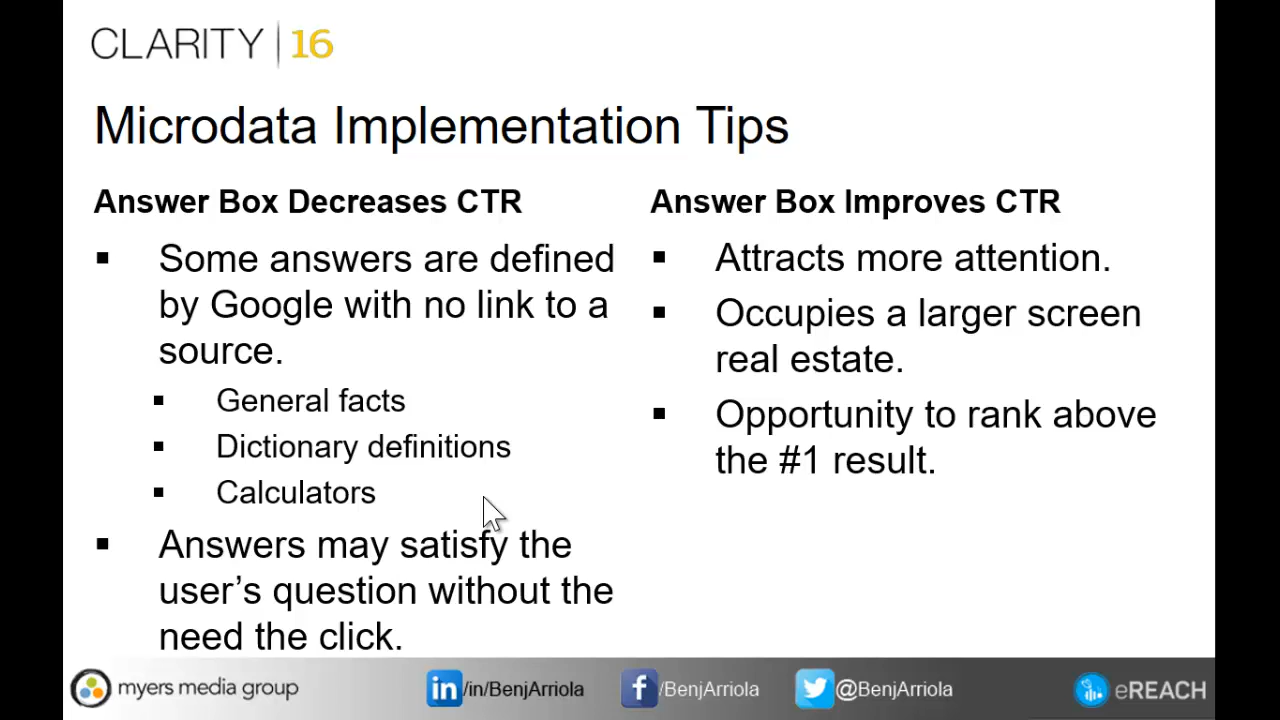 CLARITY | 16
Microdata Implementation Tips
Answer Box Decreases CTR
Some answers are defined
by Google with no link to a
source.
General facts
Dictionary definitions
Calculators
Answers may satisfy the
user's question without the
need the click.
Answer Box Improves CTR
Attracts more attention.
Occupies a larger screen
real estate.
Opportunity to rank above
the #1 result.
myers media group
in /in/BenjArriola
f /BenjArriola
@BenjArriola
eREACH